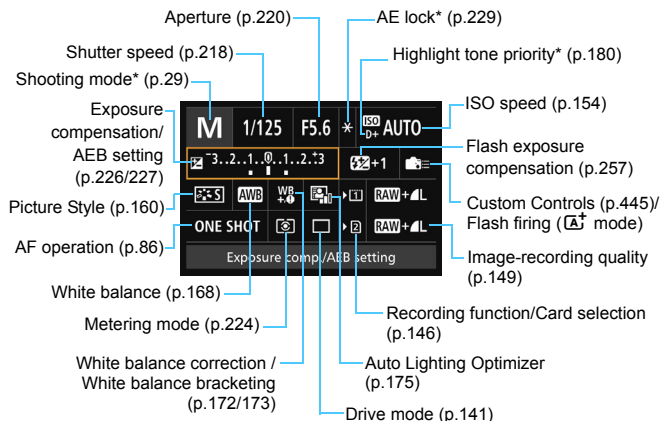 Aperture (p.220)
AE lock* (p.229)
Shutter speed (p.218)
Highlight tone priority* (p.180)
Shooting mode* (p.29)
ISO speed (p.154)
Exposure
compensation/
AEB setting
(p.226/227)
M 1/125 F5.6 * ISO D+ AUTO
-3..2..1..0..1..2.+3
+1
Flash exposure
compensation (p.257)
Picture Style (p.160)
S AWB WB +,- 1 RAW+L
Custom Controls (p.445)/
Flash firing (A+ mode)
AF operation (p.86)
ONE SHOT 2 RAW+L
Image-recording quality
(p.149)
Exposure comp./AEB setting
White balance (p.168)
Recording function/Card selection
(p.146)
Metering mode (p.224)
White balance correction /
White balance bracketing
(p.172/173)
Auto Lighting Optimizer
(p.175)
Drive mode (p.141)